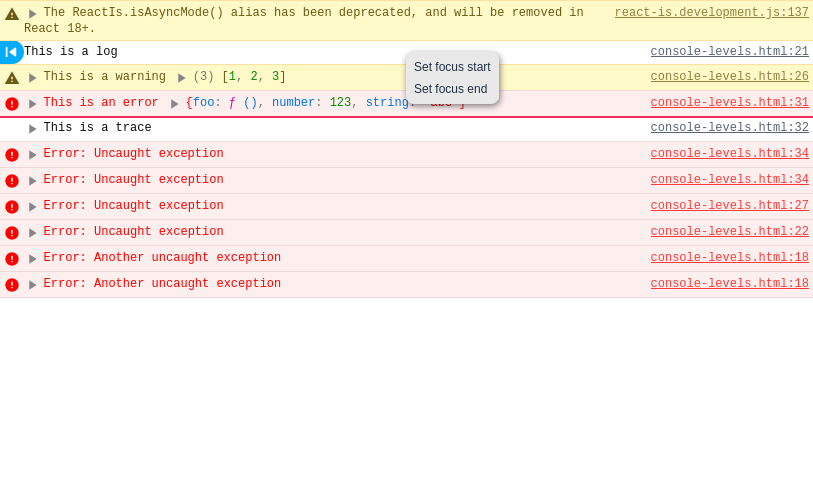 The ReactIs.isAsyncMode() alias has been deprecated, and will be removed in react-is.development.js:137
React 18+.
This is a log console-levels.html:21
Set focus start
This is a warning (3) [1, 2, 3] console-levels.html:26
Set focus end
This is an error {foo: ƒ (), number: 123, string: console-levels.html:31
This is a trace console-levels.html:32
Error: Uncaught exception console-levels.html:34
Error: Uncaught exception console-levels.html:34
Error: Uncaught exception console-levels.html:27
Error: Uncaught exception console-levels.html:22
Error: Another uncaught exception console-levels.html:18
Error: Another uncaught exception console-levels.html:18